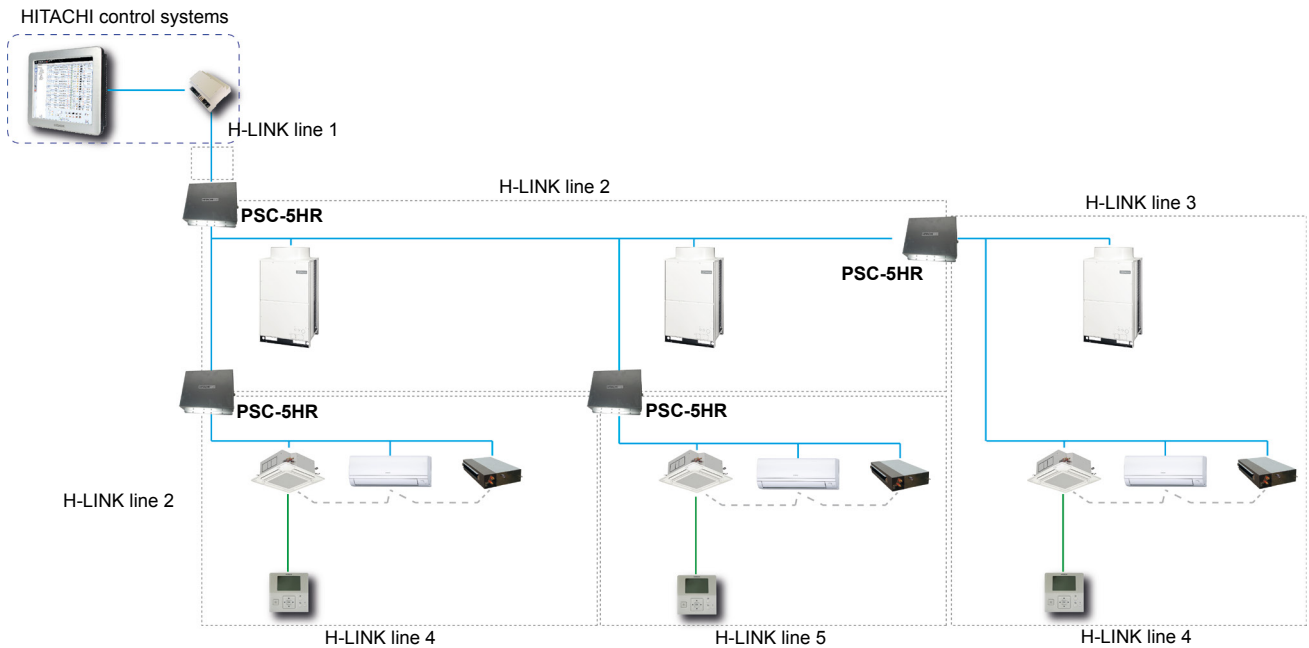 HITACHI control systems
H-LINK line 1
H-LINK line 2
H-LINK line 3
PSC-5HR
PSC-5HR
PSC-5HR
PSC-5HR
H-LINK line 2
H-LINK line 4
H-LINK line 5
H-LINK line 4